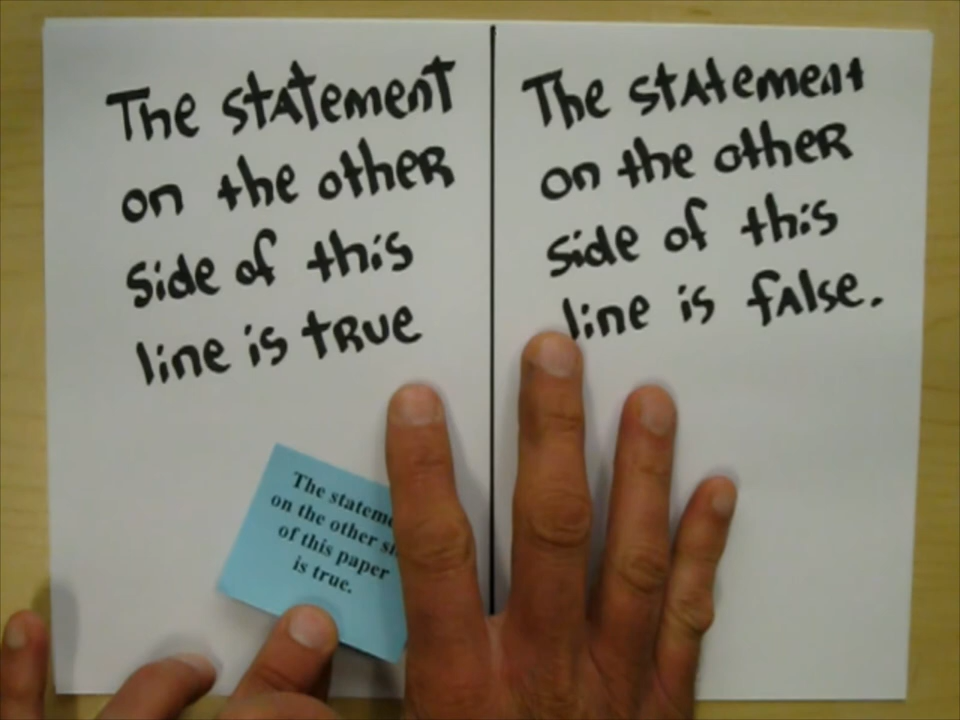 The statement
on the other
side of this
line is true
The statement
on the other
side of this
line is false.
The
on the other
of this paper
is true.